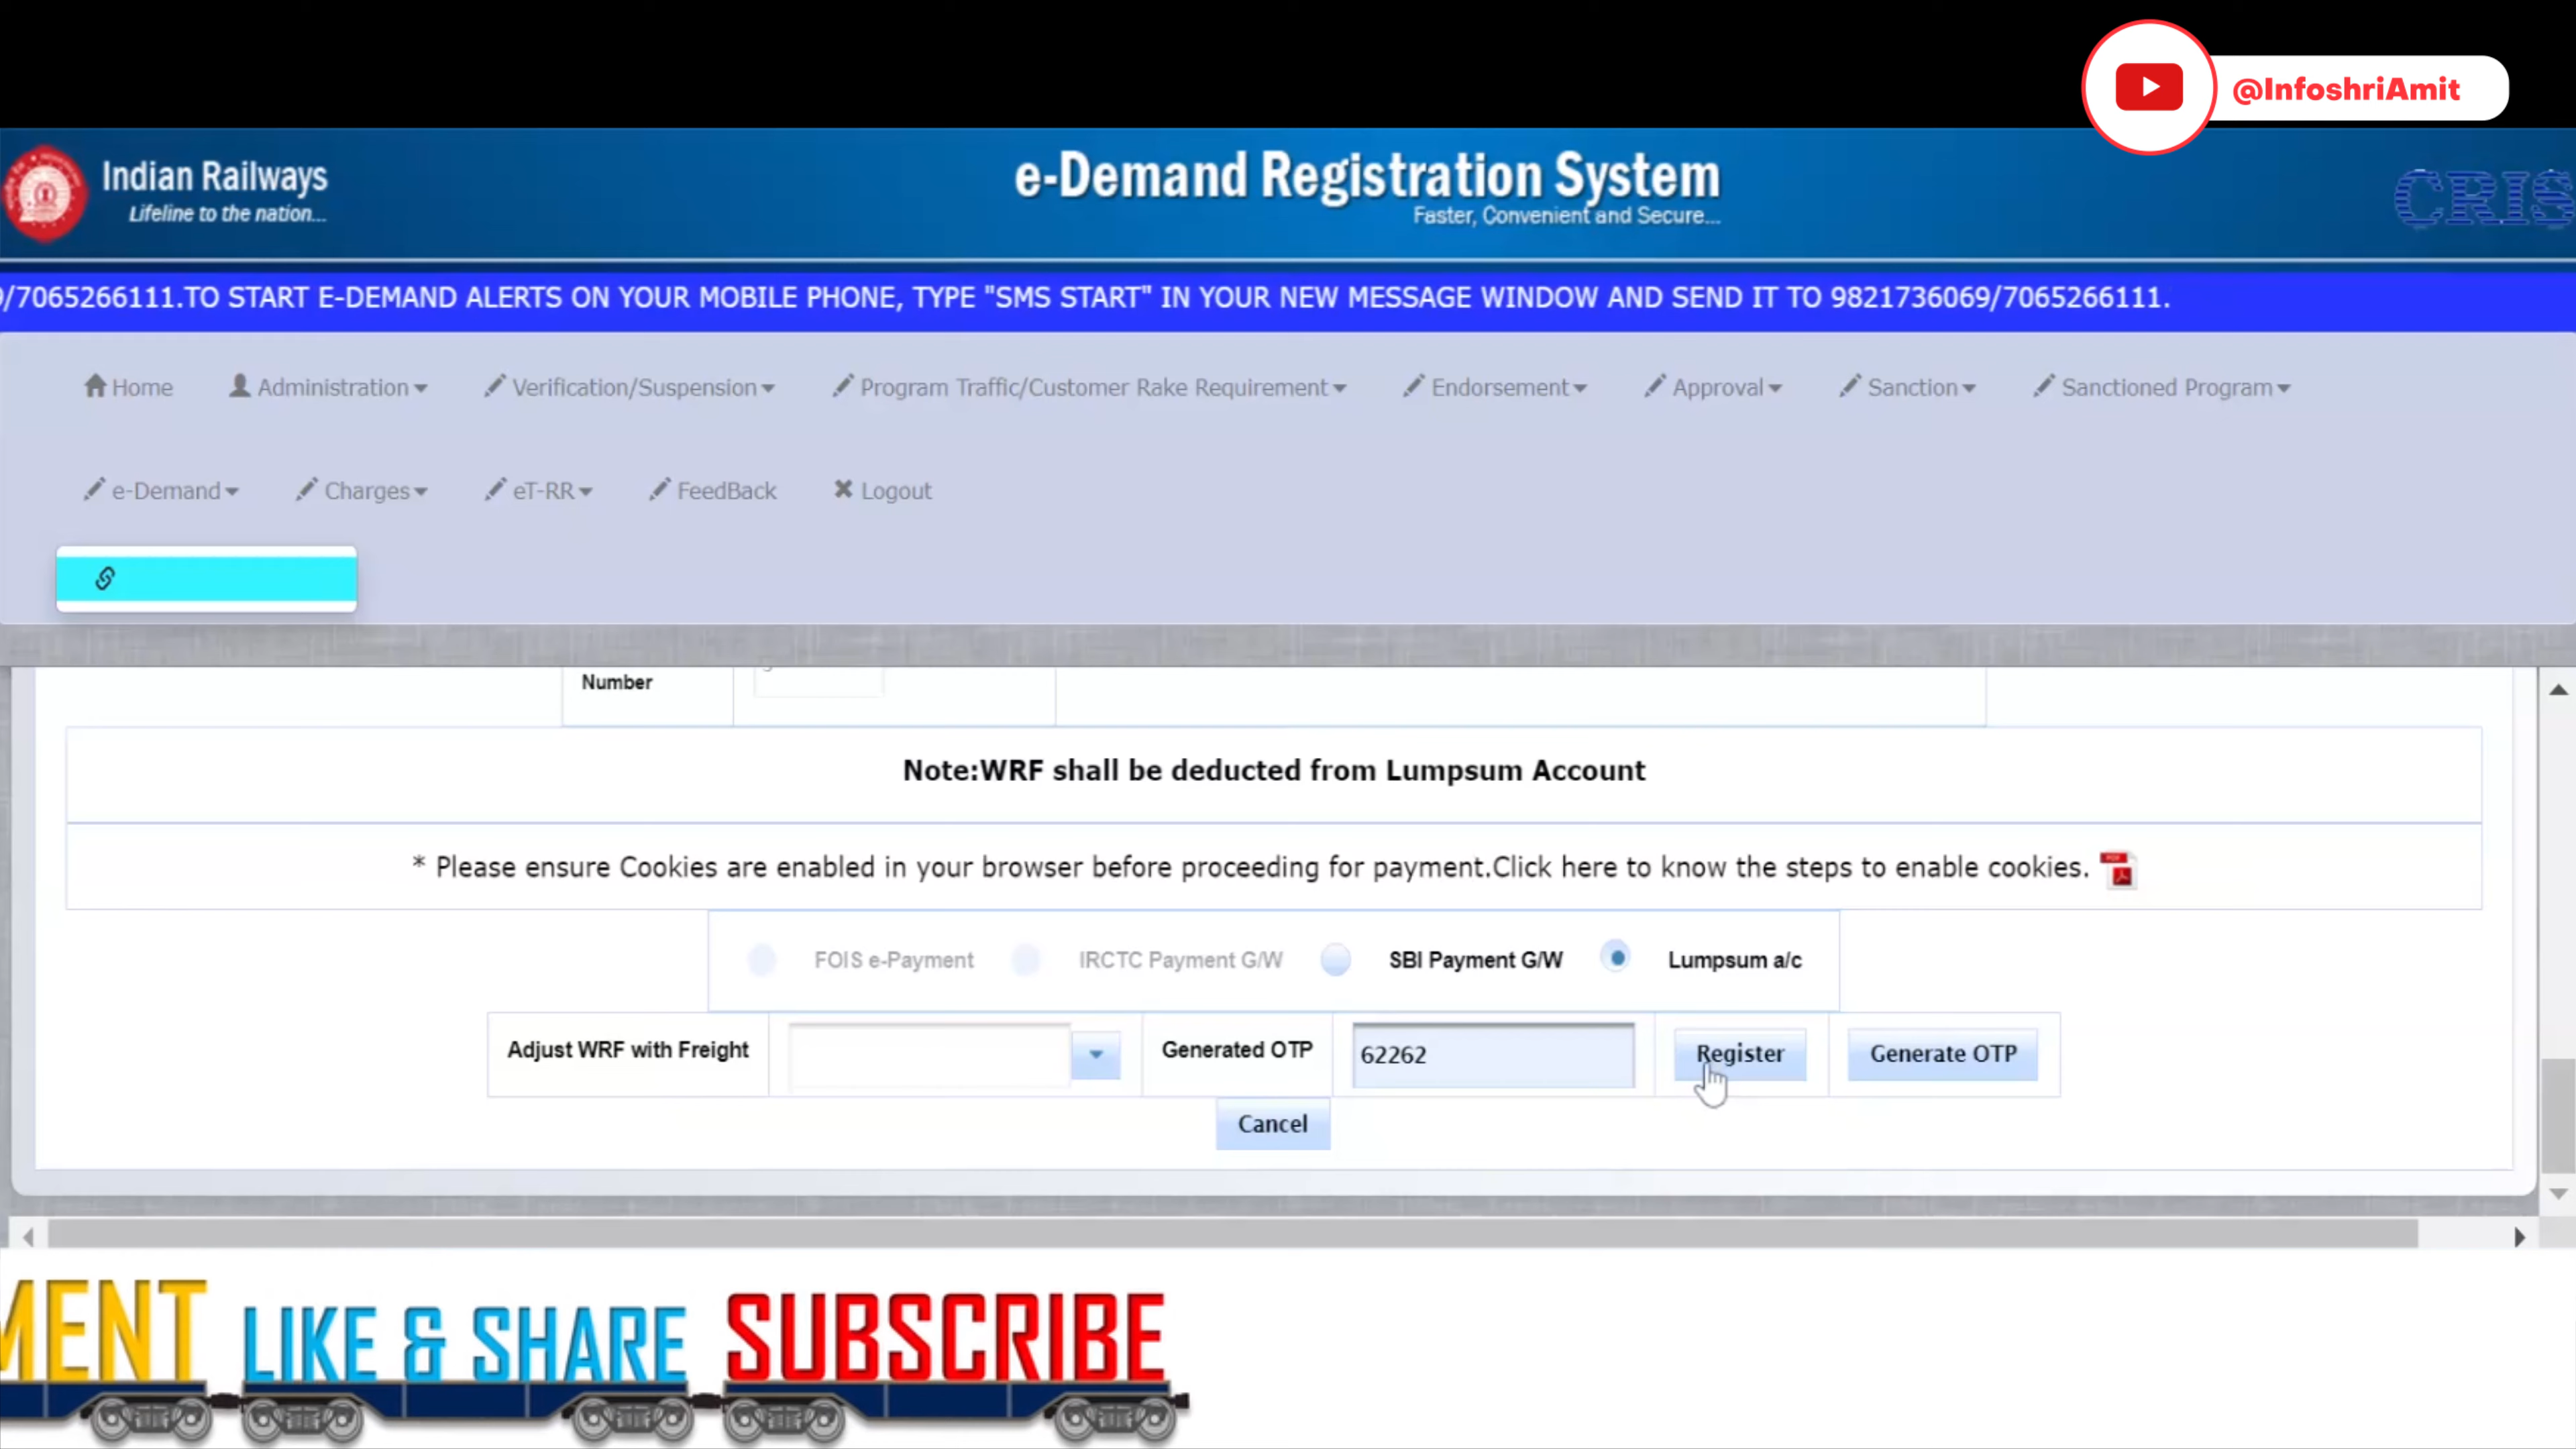 @InfoshriAmit
Indian Railways
Lifeline to the nation...
e-Demand Registration System
Faster, Convenient and Secure...
CRIS
/7065266111.TO START E-DEMAND ALERTS ON YOUR MOBILE PHONE, TYPE "SMS START" IN YOUR NEW MESSAGE WINDOW AND SEND IT TO 9821736069/7065266111.
Home Administration Verification/Suspension Program Traffic/Customer Rake Requirement Endorsement Approval Sanction Sanctioned Program
e-Demand Charges eT-RR FeedBack Logout
Number
Note:WRF shall be deducted from Lumpsum Account
* Please ensure Cookies are enabled in your browser before proceeding for payment.Click here to know the steps to enable cookies.
FOIS e-Payment IRCTC Payment G/W SBI Payment G/W Lumpsum a/c
Adjust WRF with Freight Generated OTP 62262 Register Generate OTP
Cancel
MENT LIKE & SHARE SUBSCRIBE